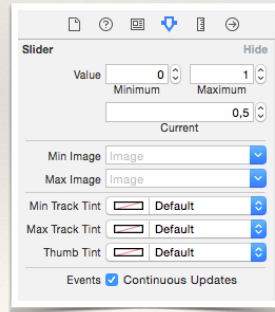 Slider Hide
Value 0 1
Minimum Maximum
0,5
Current
Min Image Image
Max Image Image
Min Track Tint Default
Max Track Tint Default
Thumb Tint Default
Events Continuous Updates